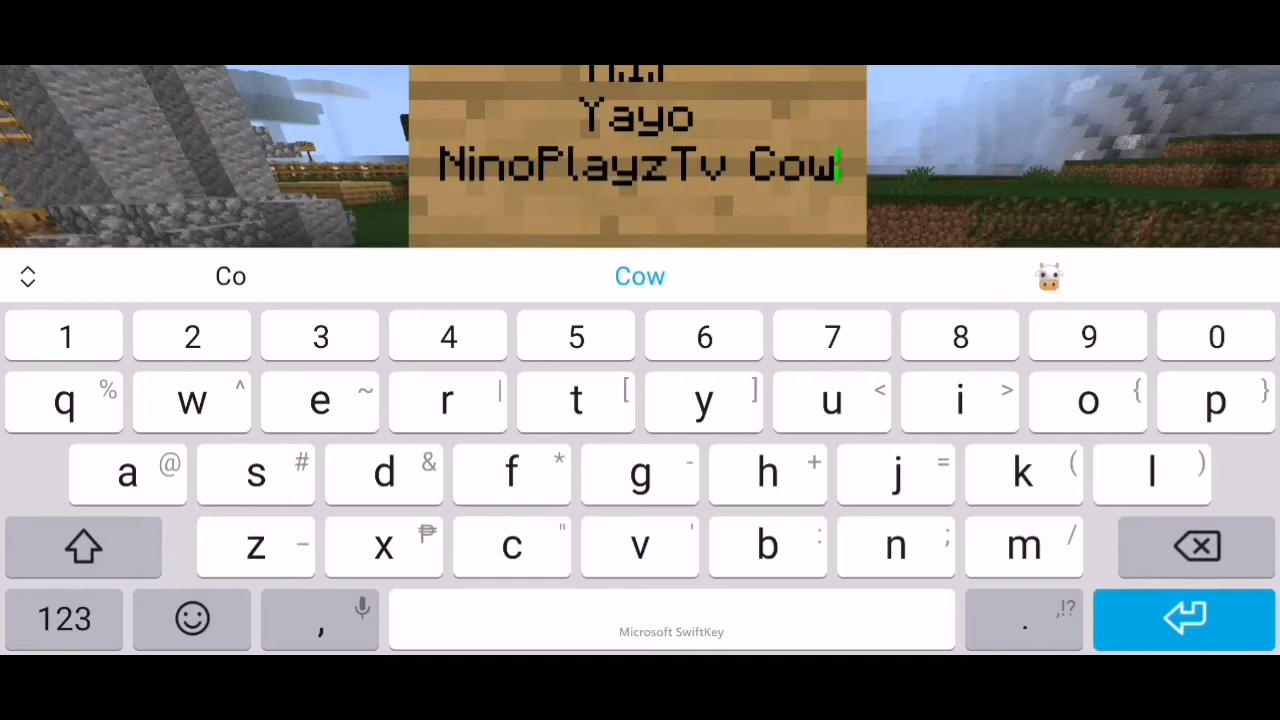 R.I.P
Yayo
NinoPlayzTv Cow
Co Cow
1 2 3 4 5 6 7 8 9 0
q % w ^ e ~ r | t [ y ] u < i > o { p }
a @ s # d & f * g - h + j = k ( l )
z _ x ₱ c " v ' b : n ; m /
123 , Microsoft SwiftKey . ,!?